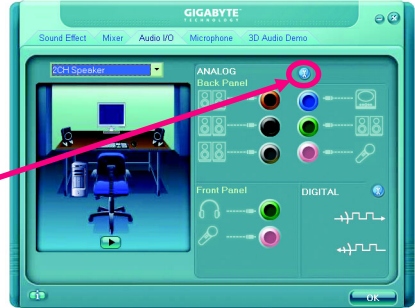 GIGABYTE
TECHNOLOGY
Sound Effect Mixer Audio I/O Microphone 3D Audio Demo
2CH Speaker
ANALOG
Back Panel
Front Panel
DIGITAL
OK